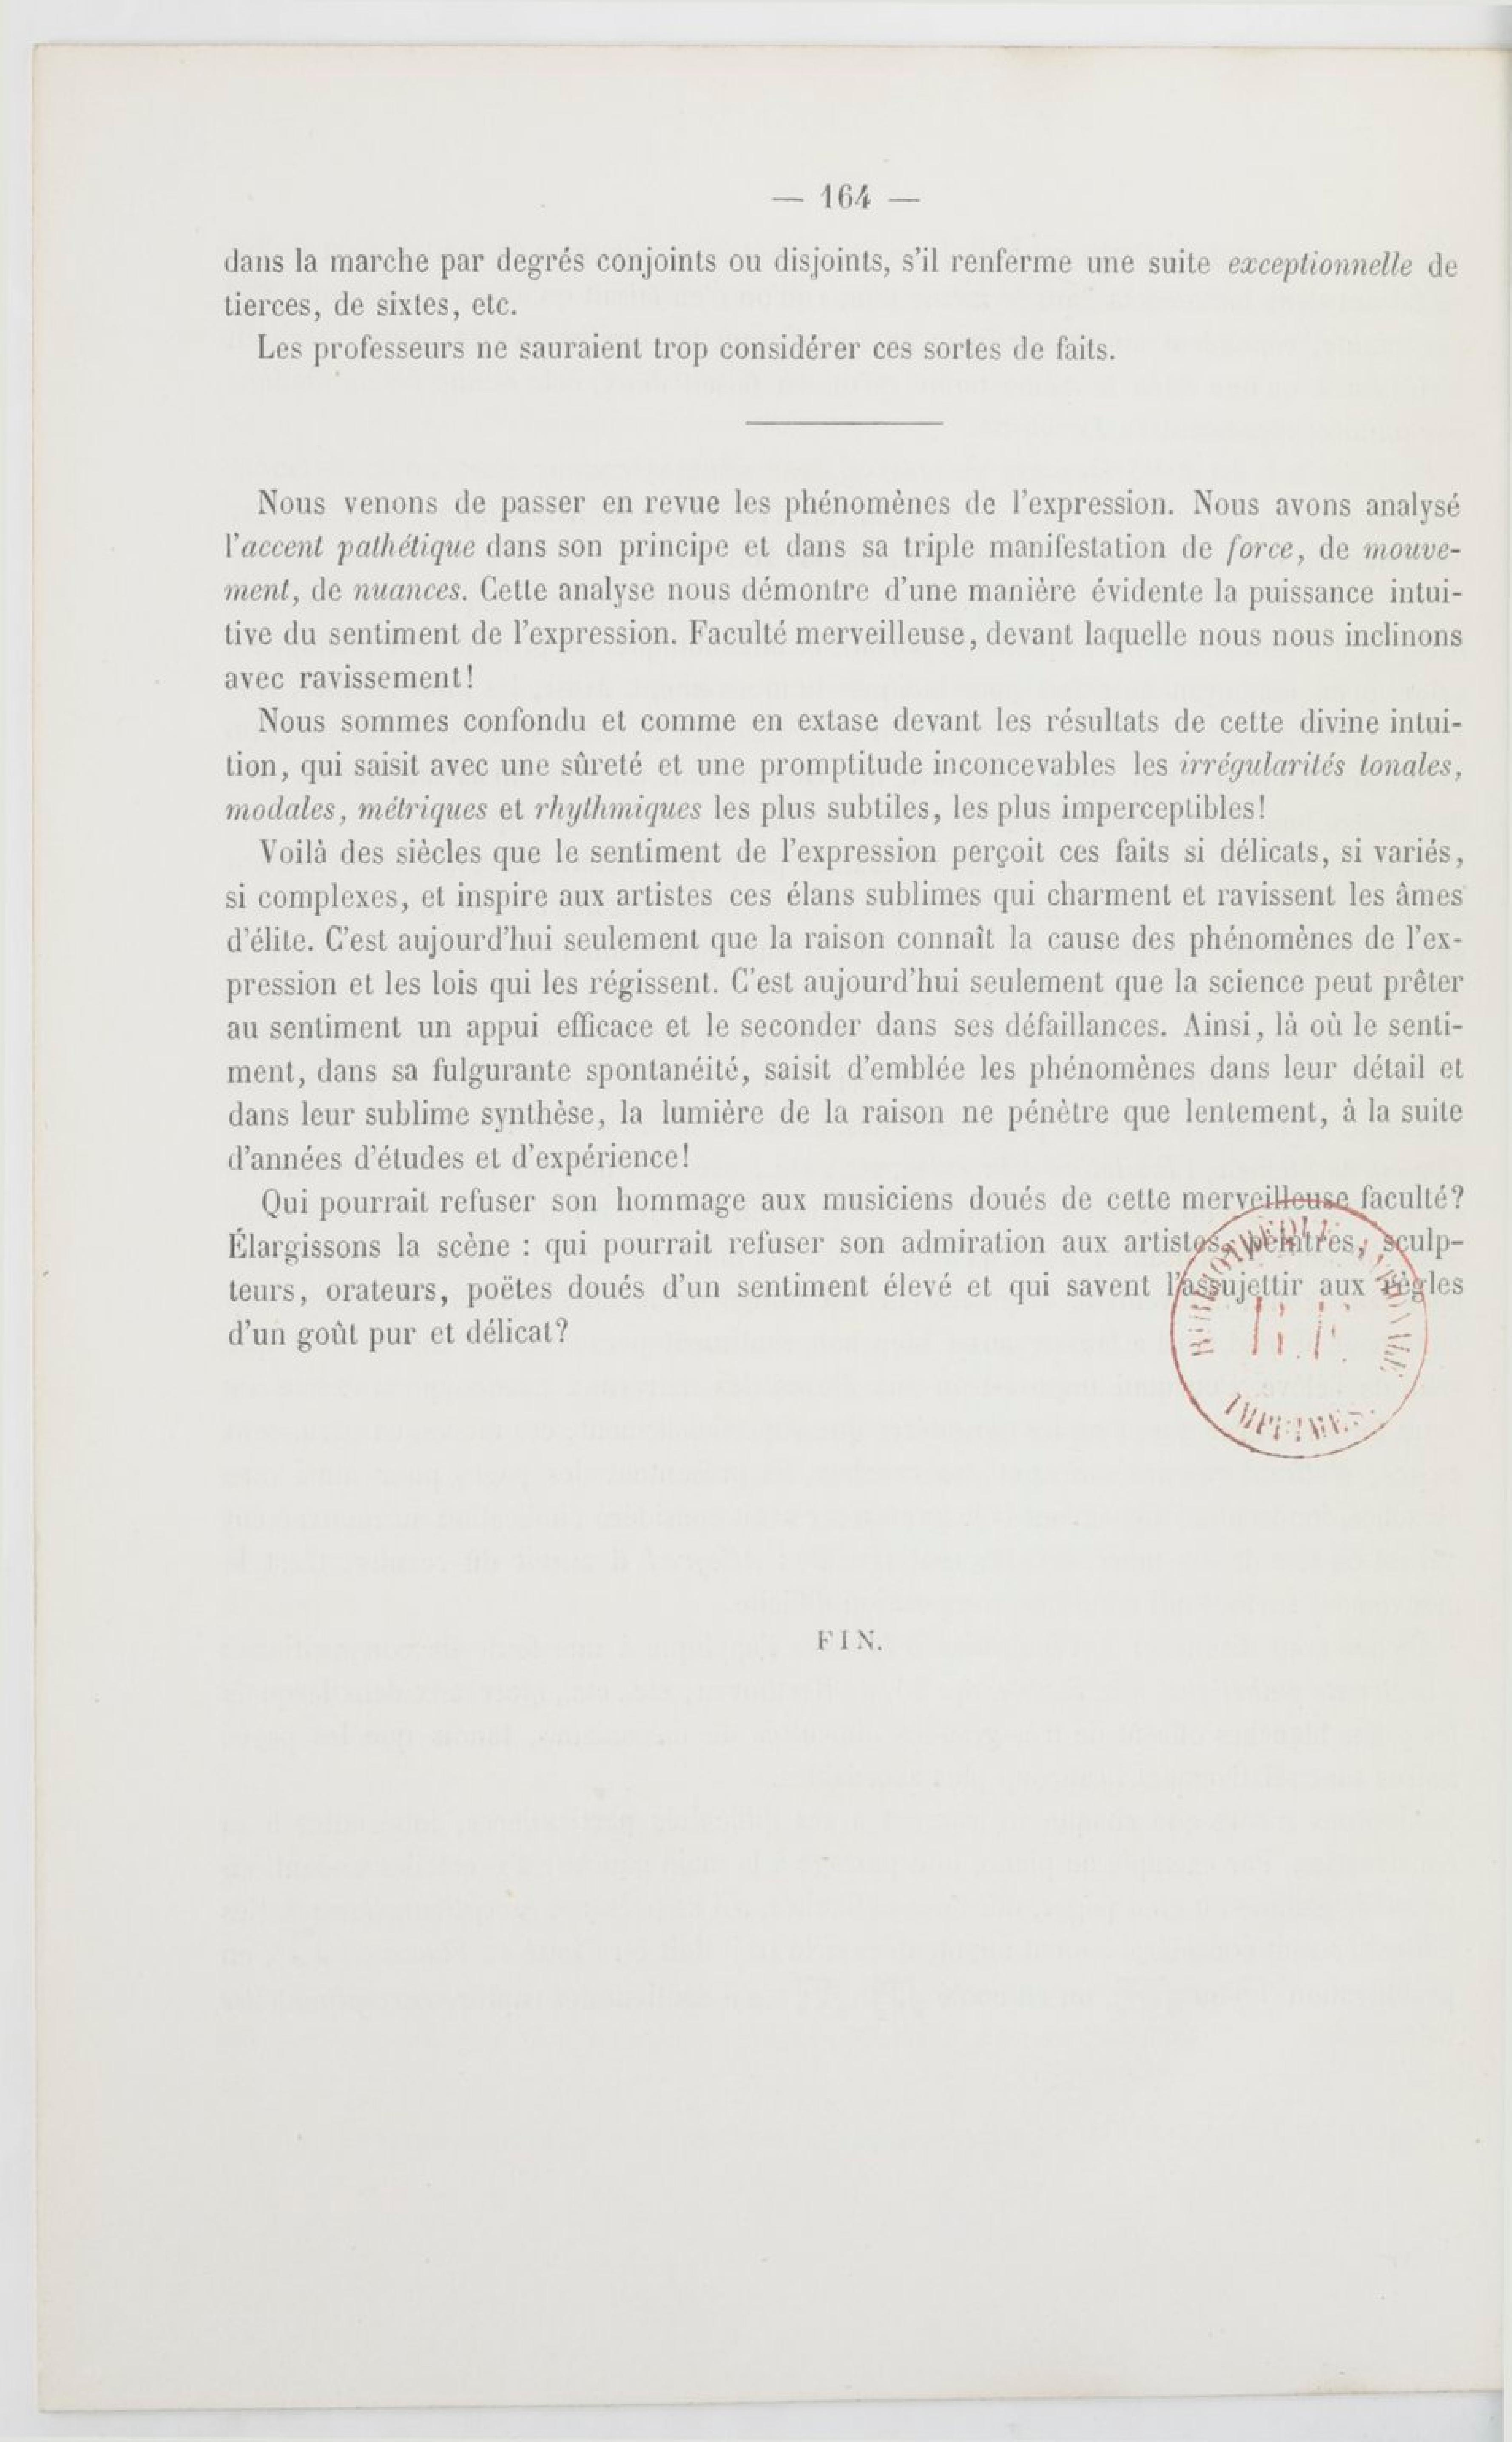 — 164 —
dans la marche par degrés conjoints ou disjoints, s'il renferme une suite exceptionnelle de
tierces, de sixtes, etc.
Les professeurs ne sauraient trop considérer ces sortes de faits.
Nous venons de passer en revue les phénomènes de l'expression. Nous avons analysé
l'accent pathétique dans son principe et dans sa triple manifestation de force, de mouve-
ment, de nuances. Cette analyse nous démontre d'une manière évidente la puissance intui-
tive du sentiment de l'expression. Faculté merveilleuse, devant laquelle nous nous inclinons
avec ravissement!
Nous sommes confondu et comme en extase devant les résultats de cette divine intui-
tion, qui saisit avec une sûreté et une promptitude inconcevables les irrégularités tonales,
modales, métriques et rhythmiques les plus subtiles, les plus imperceptibles!
Voilà des siècles que le sentiment de l'expression perçoit ces faits si délicats, si variés,
si complexes, et inspire aux artistes ces élans sublimes qui charment et ravissent les âmes
d'élite. C'est aujourd'hui seulement que la raison connaît la cause des phénomènes de l'ex-
pression et les lois qui les régissent. C'est aujourd'hui seulement que la science peut prêter
au sentiment un appui efficace et le seconder dans ses défaillances. Ainsi, là où le senti-
ment, dans sa fulgurante spontanéité, saisit d'emblée les phénomènes dans leur détail et
dans leur sublime synthèse, la lumière de la raison ne pénètre que lentement, à la suite
d'années d'études et d'expérience!
Qui pourrait refuser son hommage aux musiciens doués de cette merveilleuse faculté?
Élargissons la scène : qui pourrait refuser son admiration aux artistes, peintres, sculp-
teurs, orateurs, poëtes doués d'un sentiment élevé et qui savent l'assujettir aux règles
d'un goût pur et délicat?
R.F.
IMPRIMÉS.
FIN.